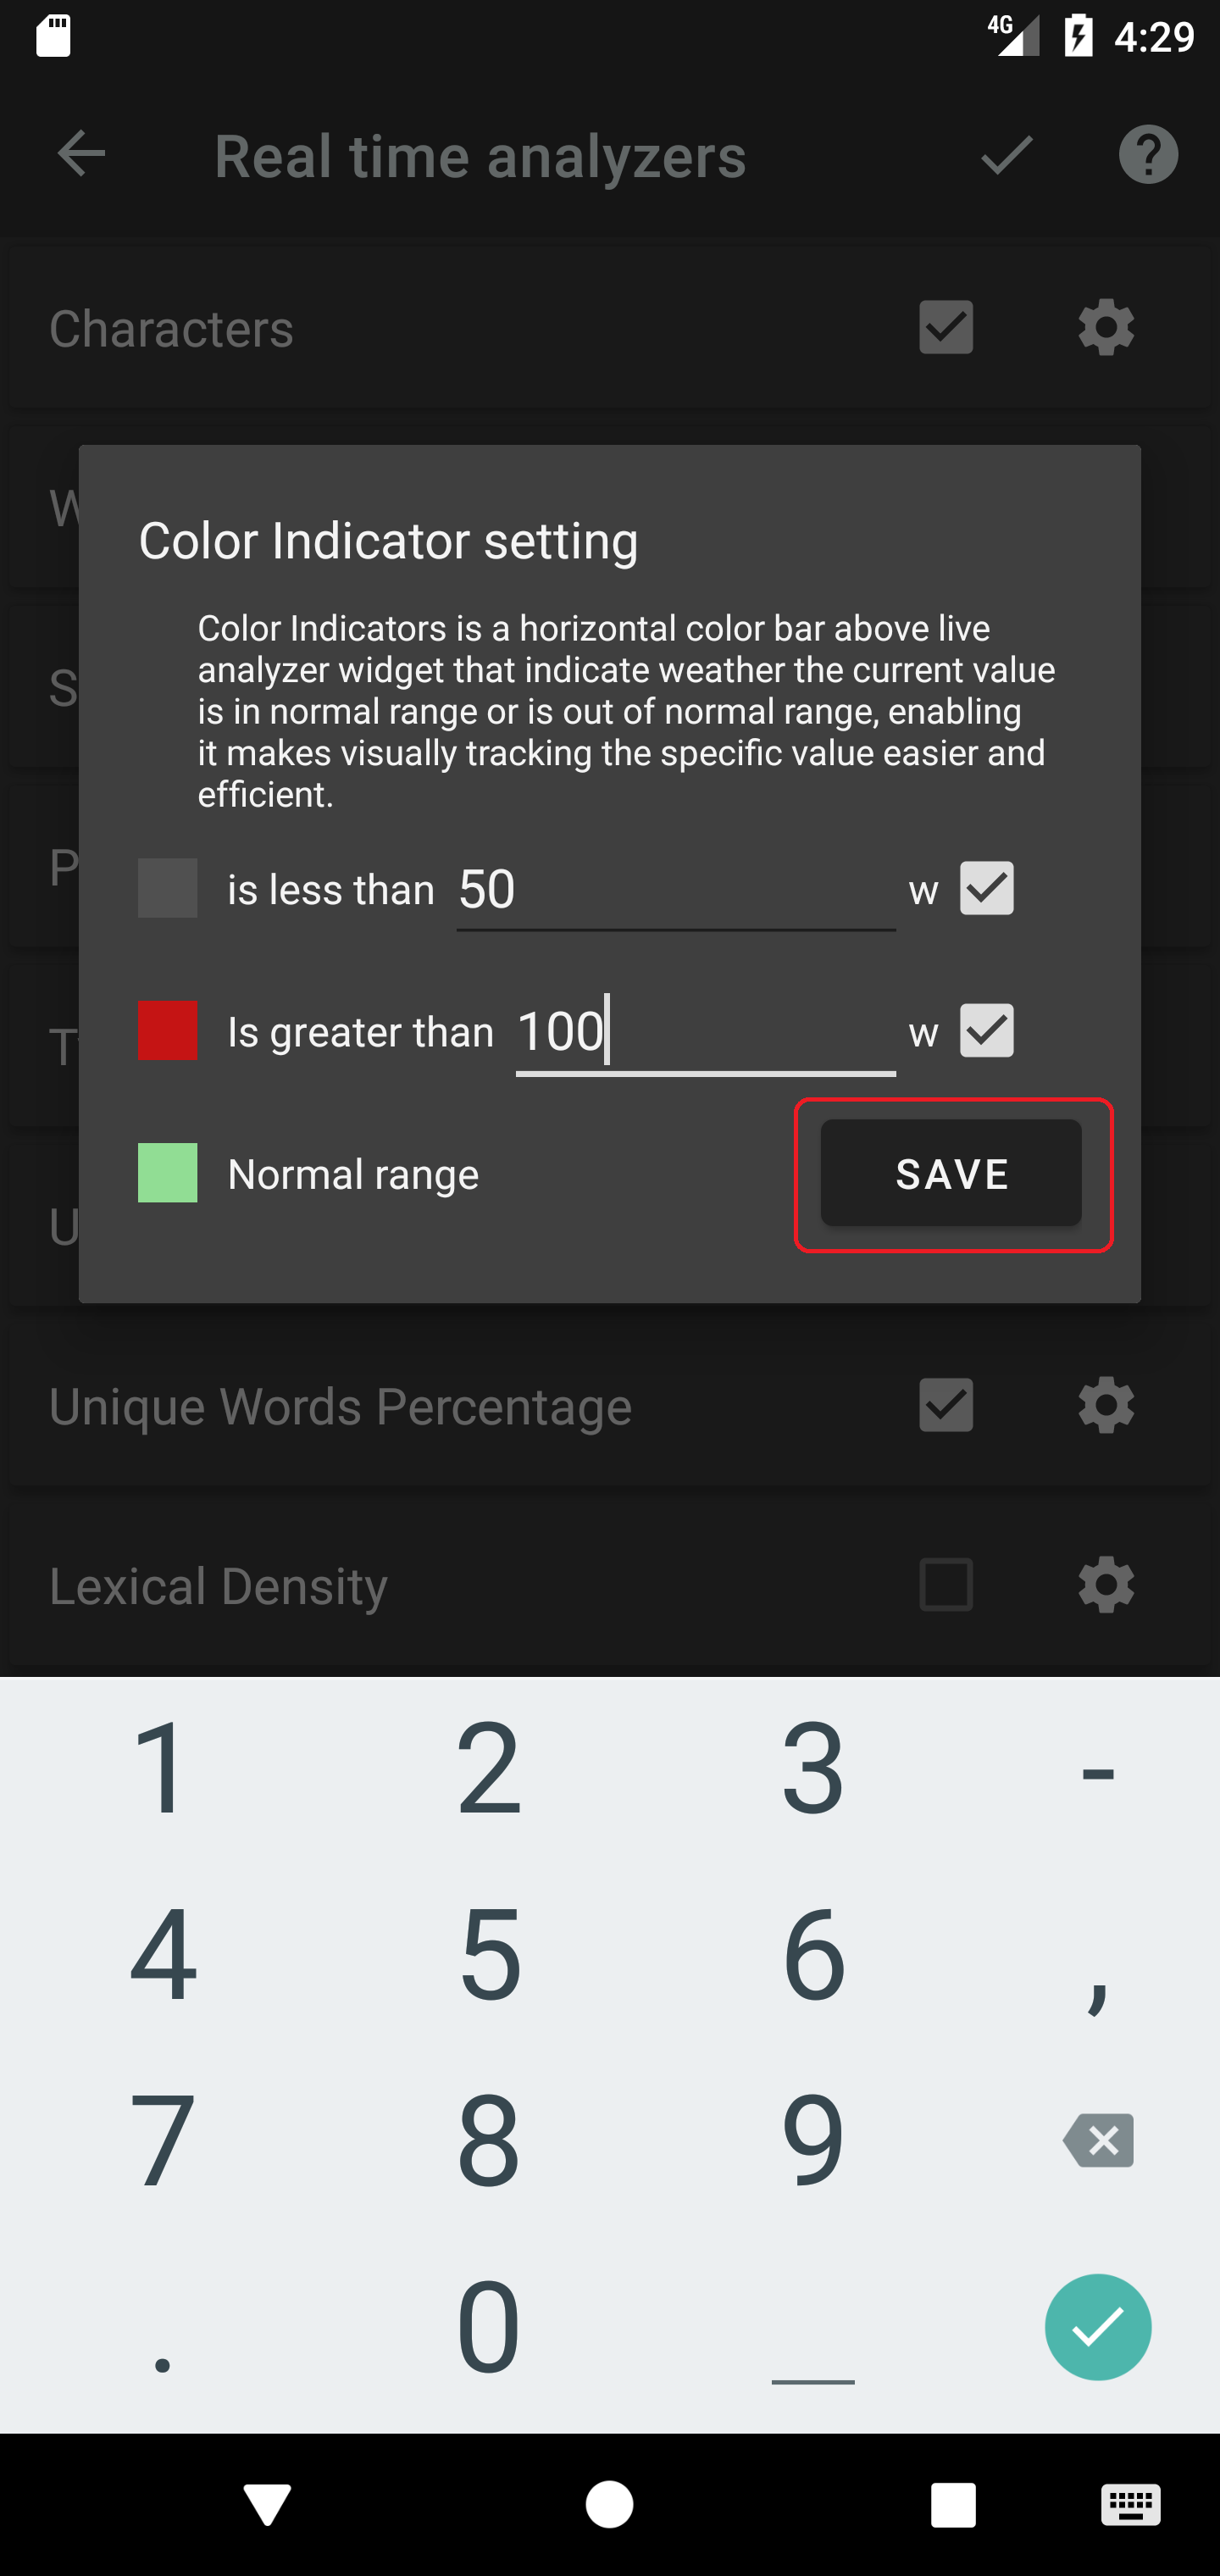 4G 4:29
Real time analyzers
Characters
W
Color Indicator setting
Color Indicators is a horizontal color bar above live
analyzer widget that indicate weather the current value
is in normal range or is out of normal range, enabling
it makes visually tracking the specific value easier and
efficient.
S
P
is less than 50 w
T
Is greater than 100 w
Normal range SAVE
U
Unique Words Percentage
Lexical Density
1 2 3 -
4 5 6 ,
7 8 9
. 0 _